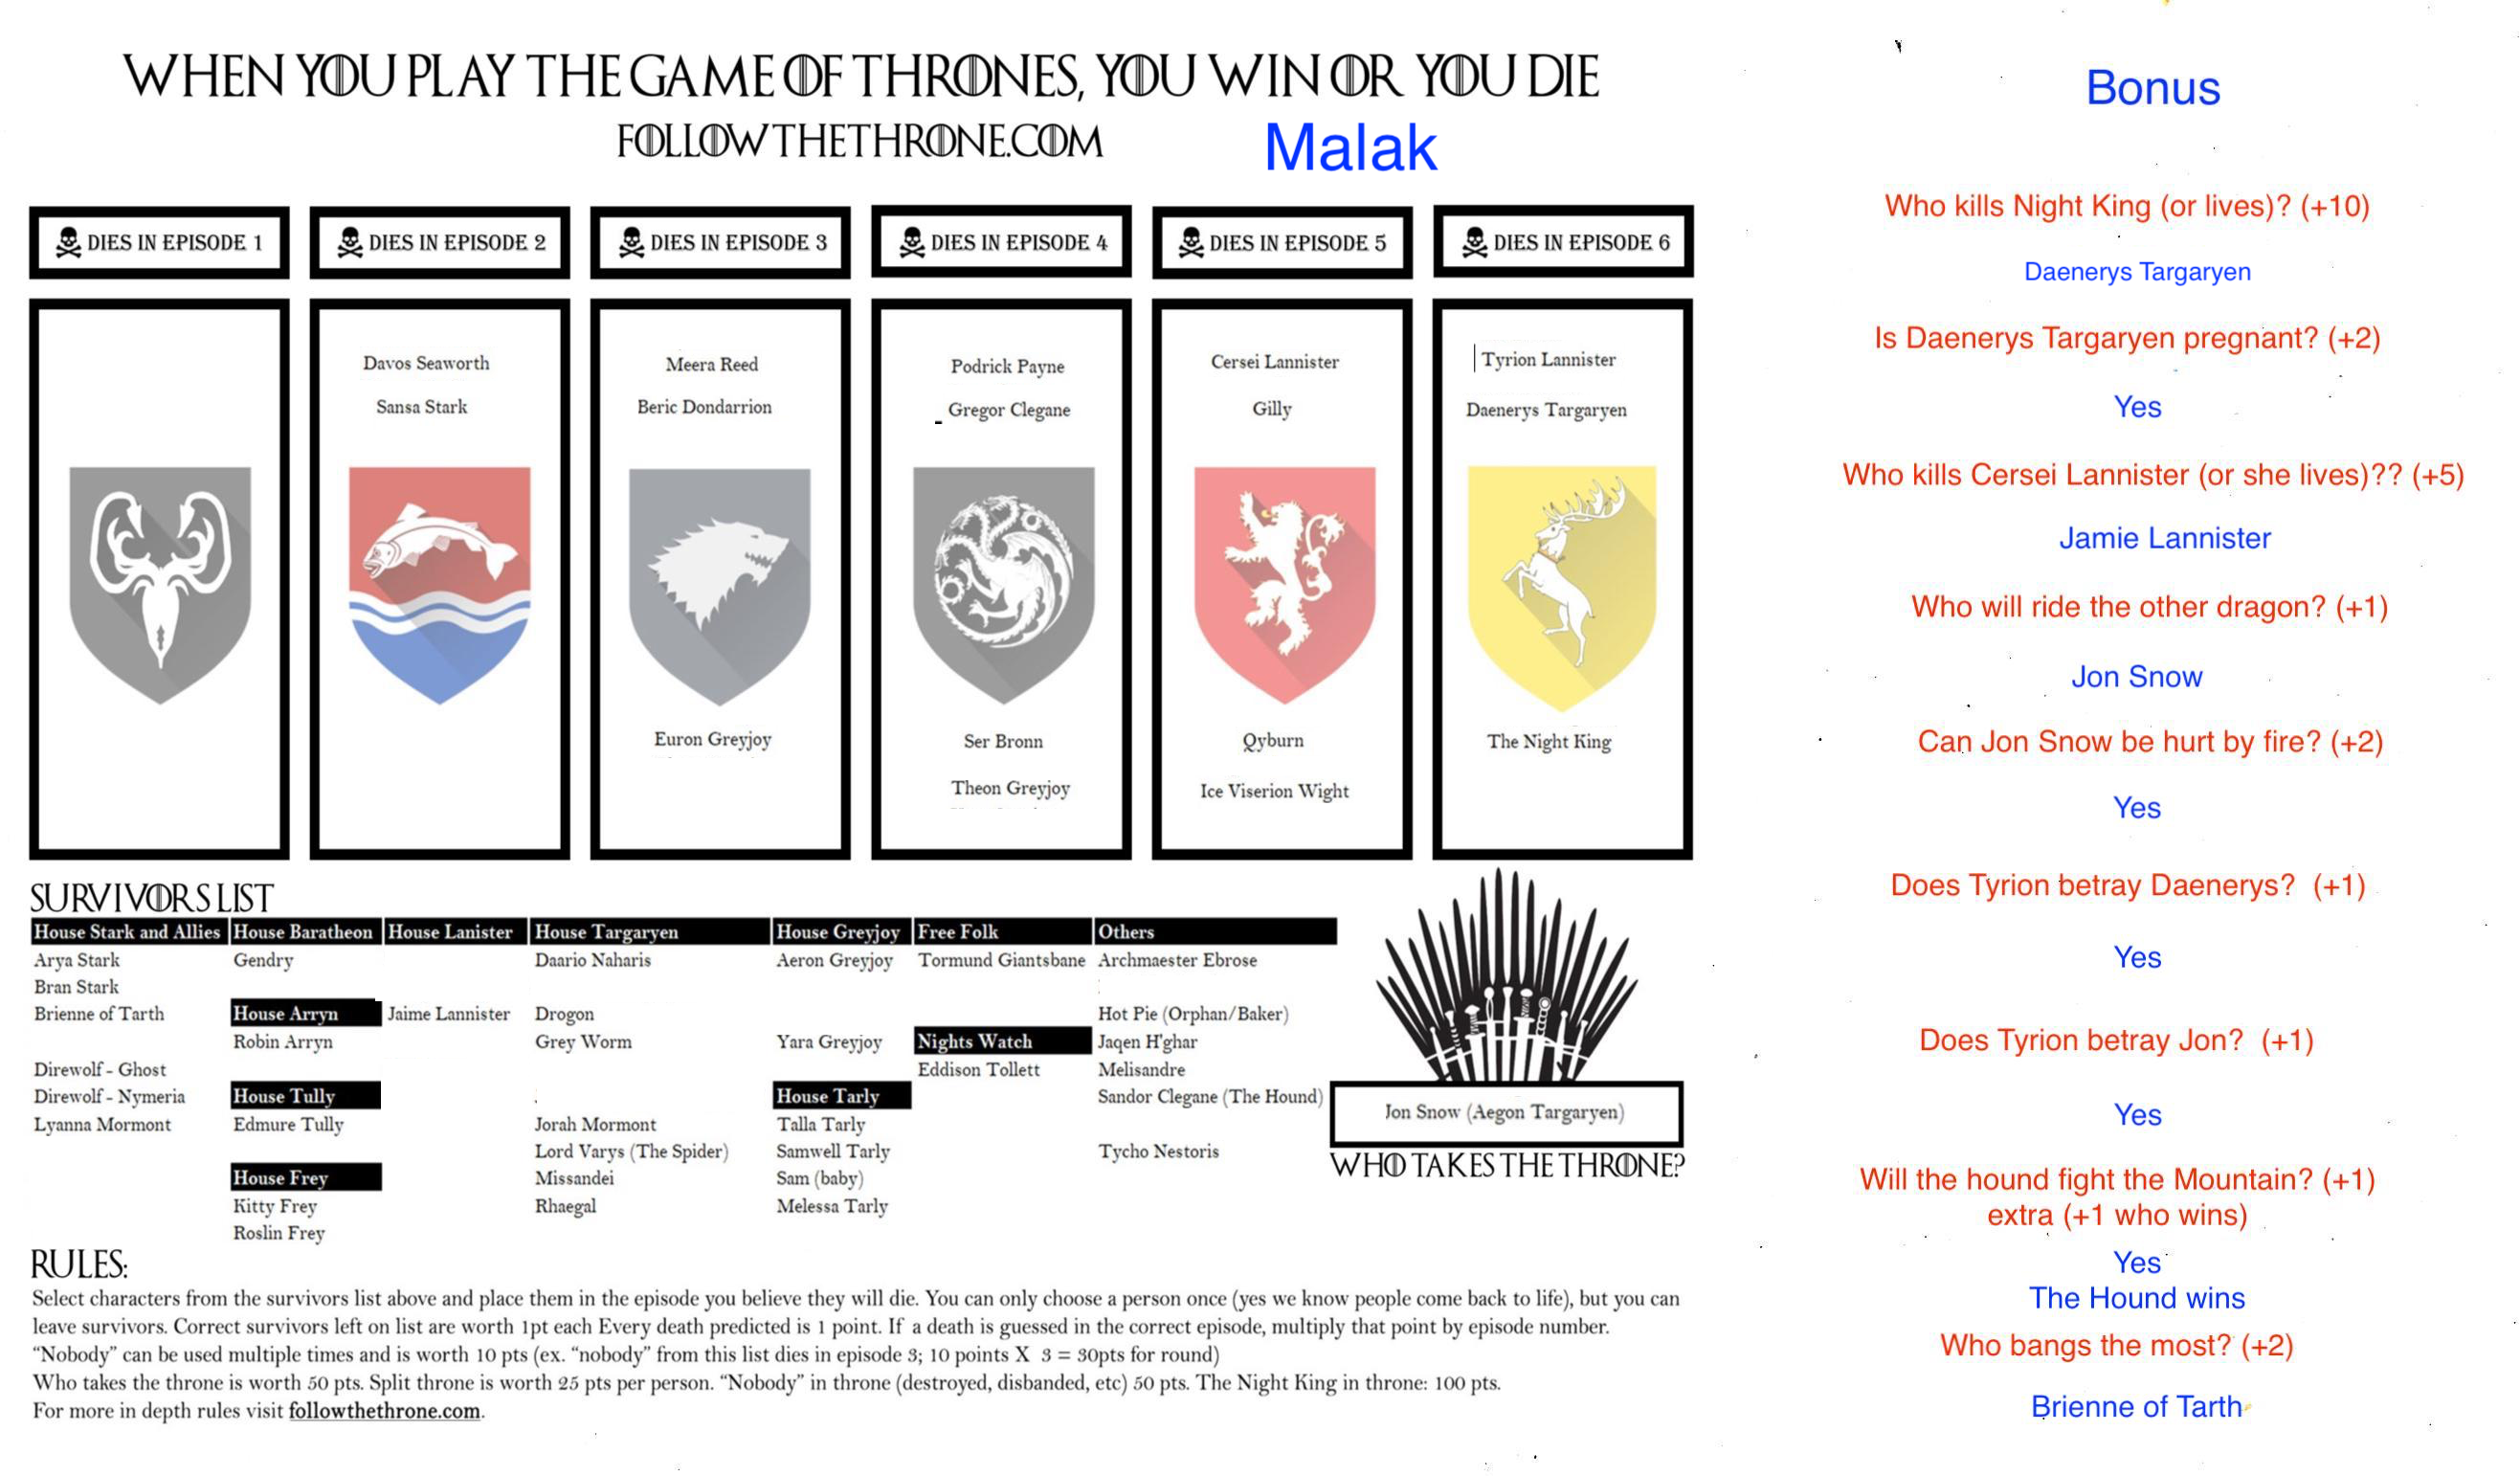 WHEN YOU PLAY THE GAME OF THRONES, YOU WIN OR YOU DIE
FOLLOWTHETHRONE.COM
Malak
DIES IN EPISODE 1
DIES IN EPISODE 2
DIES IN EPISODE 3
DIES IN EPISODE 4
DIES IN EPISODE 5
DIES IN EPISODE 6
Davos Seaworth
Sansa Stark
Meera Reed
Beric Dondarrion
Euron Greyjoy
Podrick Payne
Gregor Clegane
Ser Bronn
Theon Greyjoy
Cersei Lannister
Gilly
Qyburn
Ice Viserion Wight
Tyrion Lannister
Daenerys Targaryen
The Night King
SURVIVORS LIST
House Stark and Allies
Arya Stark
Bran Stark
Brienne of Tarth
Direwolf - Ghost
Direwolf - Nymeria
Lyanna Mormont
House Baratheon
Gendry
House Arryn
Robin Arryn
House Tully
Edmure Tully
House Frey
Kitty Frey
Roslin Frey
House Lanister
Jaime Lannister
House Targaryen
Daario Naharis
Drogon
Grey Worm
Jorah Mormont
Lord Varys (The Spider)
Missandei
Rhaegal
House Greyjoy
Aeron Greyjoy
Yara Greyjoy
House Tarly
Talla Tarly
Samwell Tarly
Sam (baby)
Melessa Tarly
Free Folk
Tormund Giantsbane
Nights Watch
Eddison Tollett
Others
Archmaester Ebrose
Hot Pie (Orphan/Baker)
Jaqen H'ghar
Melisandre
Sandor Clegane (The Hound)
Tycho Nestoris
Jon Snow (Aegon Targaryen)
WHO TAKES THE THRONE?
RULES:
Select characters from the survivors list above and place them in the episode you believe they will die. You can only choose a person once (yes we know people come back to life), but you can
leave survivors. Correct survivors left on list are worth 1pt each Every death predicted is 1 point. If a death is guessed in the correct episode, multiply that point by episode number.
“Nobody” can be used multiple times and is worth 10 pts (ex. “nobody” from this list dies in episode 3; 10 points X 3 = 30pts for round)
Who takes the throne is worth 50 pts. Split throne is worth 25 pts per person. “Nobody” in throne (destroyed, disbanded, etc) 50 pts. The Night King in throne: 100 pts.
For more in depth rules visit followthethrone.com.
Bonus
Who kills Night King (or lives)? (+10)
Daenerys Targaryen
Is Daenerys Targaryen pregnant? (+2)
Yes
Who kills Cersei Lannister (or she lives)?? (+5)
Jamie Lannister
Who will ride the other dragon? (+1)
Jon Snow
Can Jon Snow be hurt by fire? (+2)
Yes
Does Tyrion betray Daenerys? (+1)
Yes
Does Tyrion betray Jon? (+1)
Yes
Will the hound fight the Mountain? (+1)
extra (+1 who wins)
Yes
The Hound wins
Who bangs the most? (+2)
Brienne of Tarth